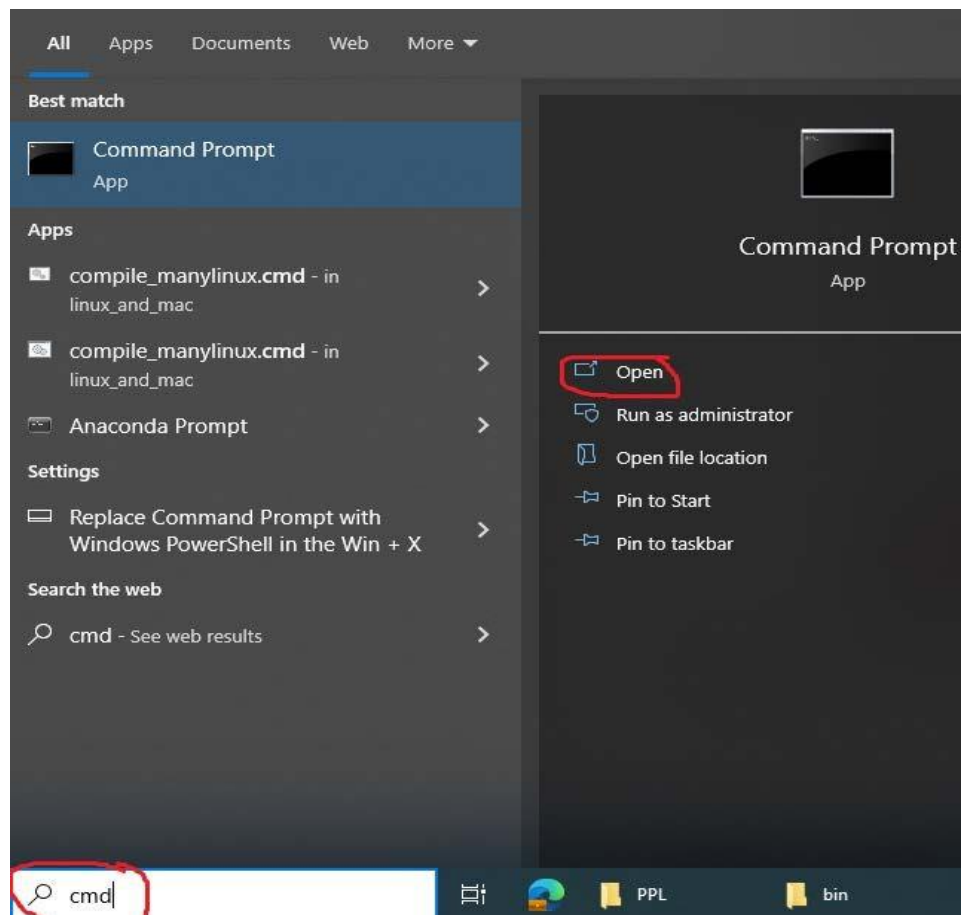 All Apps Documents Web More
Best match
Command Prompt
App
Apps
compile_manylinux.cmd - in
linux_and_mac
compile_manylinux.cmd - in
linux_and_mac
Anaconda Prompt
Settings
Replace Command Prompt with
Windows PowerShell in the Win + X
Search the web
cmd - See web results
Command Prompt
App
Open
Run as administrator
Open file location
Pin to Start
Pin to taskbar
cmd
PPL
bin